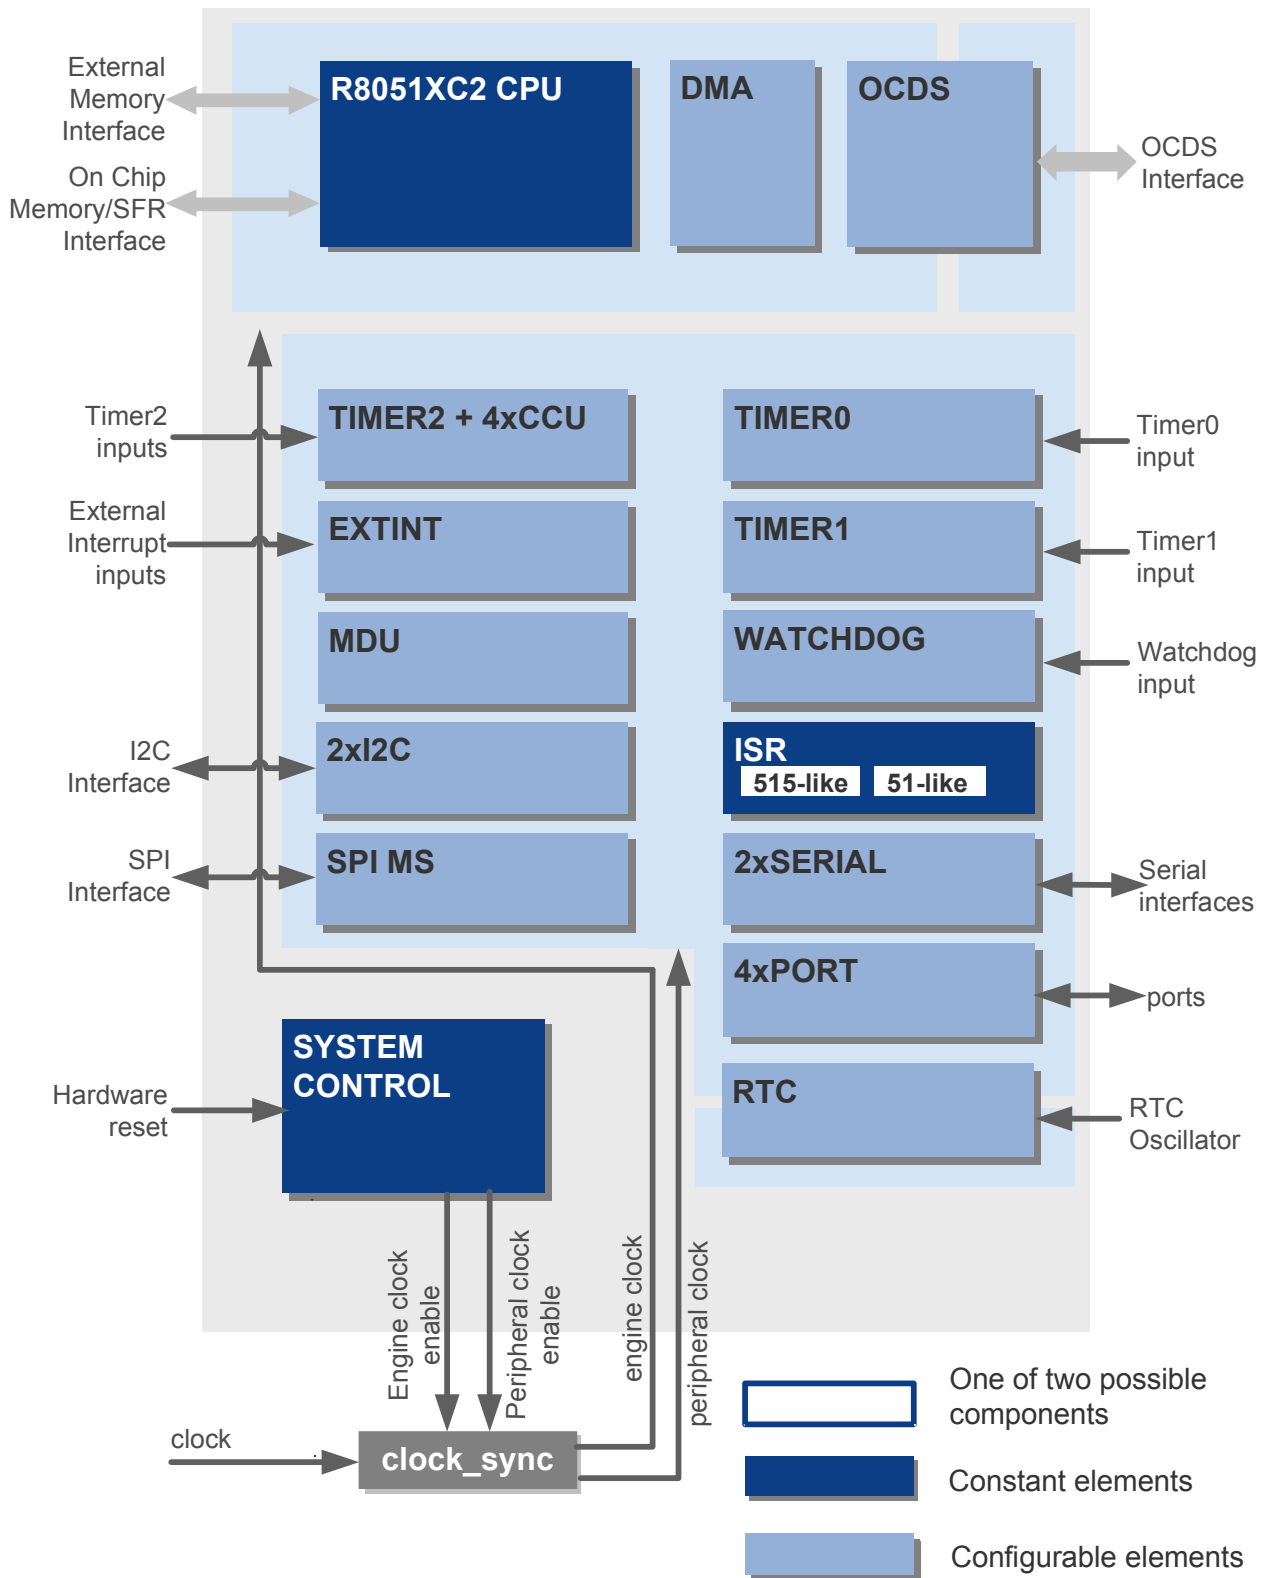 External
Memory
Interface
On Chip
Memory/SFR
Interface
R8051XC2 CPU
DMA
OCDS
OCDS
Interface
Timer2
inputs
TIMER2 + 4xCCU
TIMER0
Timer0
input
External
Interrupt
inputs
EXTINT
TIMER1
Timer1
input
MDU
WATCHDOG
Watchdog
input
I2C
Interface
2xI2C
ISR
515-like
51-like
SPI
Interface
SPI MS
2xSERIAL
Serial
interfaces
4xPORT
ports
Hardware
reset
SYSTEM
CONTROL
RTC
RTC
Oscillator
Engine clock
enable
Peripheral clock
enable
engine clock
peripheral clock
clock
clock_sync
One of two possible
components
Constant elements
Configurable elements